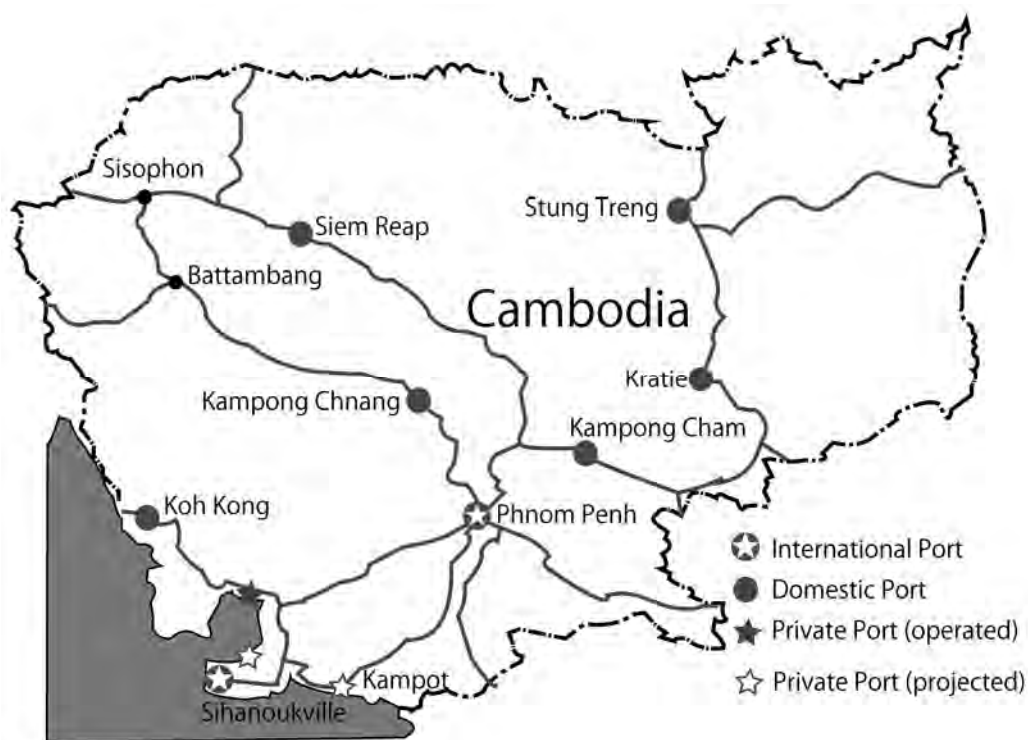 Sisophon
Siem Reap
Stung Treng
Battambang
Cambodia
Kratie
Kampong Chnang
Kampong Cham
Koh Kong
Phnom Penh
International Port
Domestic Port
Private Port (operated)
Kampot
Private Port (projected)
Sihanoukville